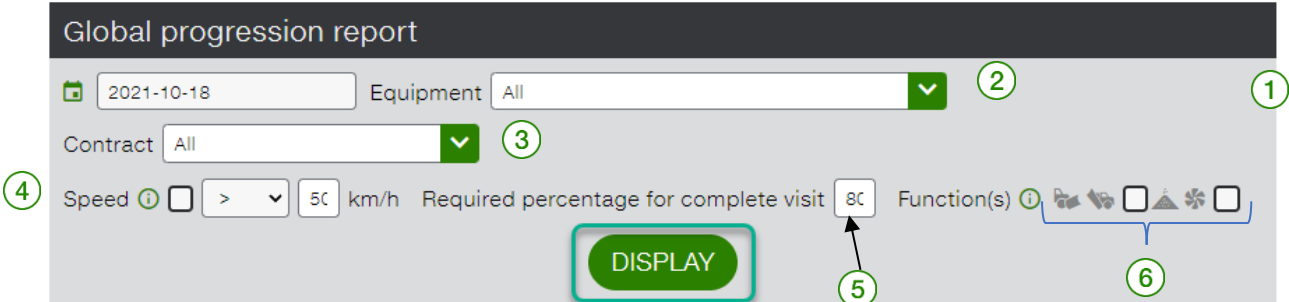 Global progression report
2021-10-18 Equipment All 2 1
Contract All 3
4 Speed > 50 km/h Required percentage for complete visit 80 Function(s)
DISPLAY 5 6